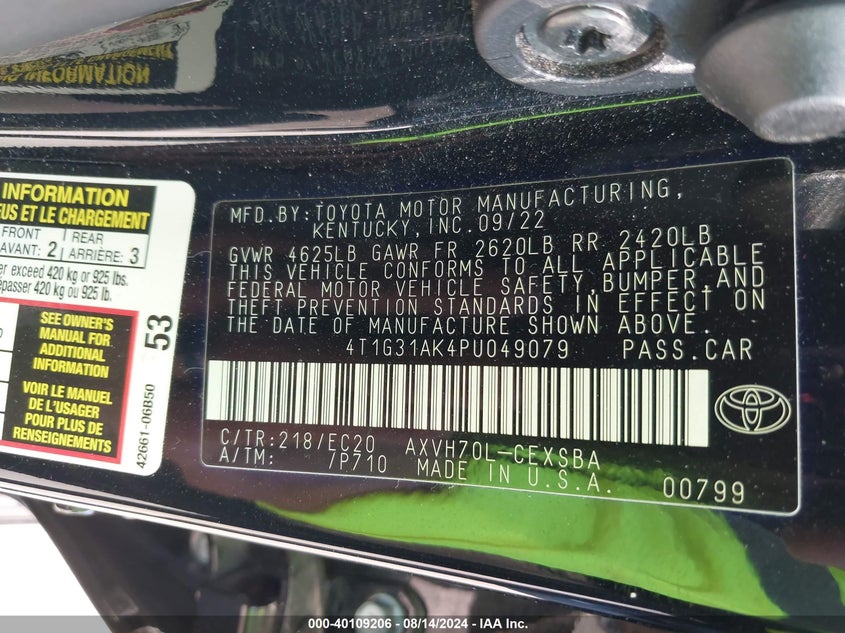 INFORMATION
INFORMATION
US ET LE CHARGEMENT
FRONT
AVANT: 2
REAR
ARRIÈRE: 3
er exceed 420 kg or 925 lbs.
épasser 420 kg ou 925 lb.
SEE OWNER'S
MANUAL FOR
ADDITIONAL
INFORMATION
VOIR LE MANUEL
DE L'USAGER
POUR PLUS DE
RENSEIGNEMENTS
53
42661-06B50
MFD.BY:TOYOTA MOTOR MANUFACTURING,
KENTUCKY,INC.09/22
GVWR 4625LB GAWR FR 2620LB RR 2420LB
THIS VEHICLE CONFORMS TO ALL APPLICABLE
FEDERAL MOTOR VEHICLE SAFETY,BUMPER,AND
THEFT PREVENTION STANDARDS IN EFFECT ON
THE DATE OF MANUFACTURE SHOWN ABOVE.
4T1G31AK4PU049079 PASS.CAR
C/TR:218/EC20 AXVH70L-CEXSBA
A/TM: /P710 MADE IN U.S.A. 00799
000-40109206 - 08/14/2024 - IAA Inc.